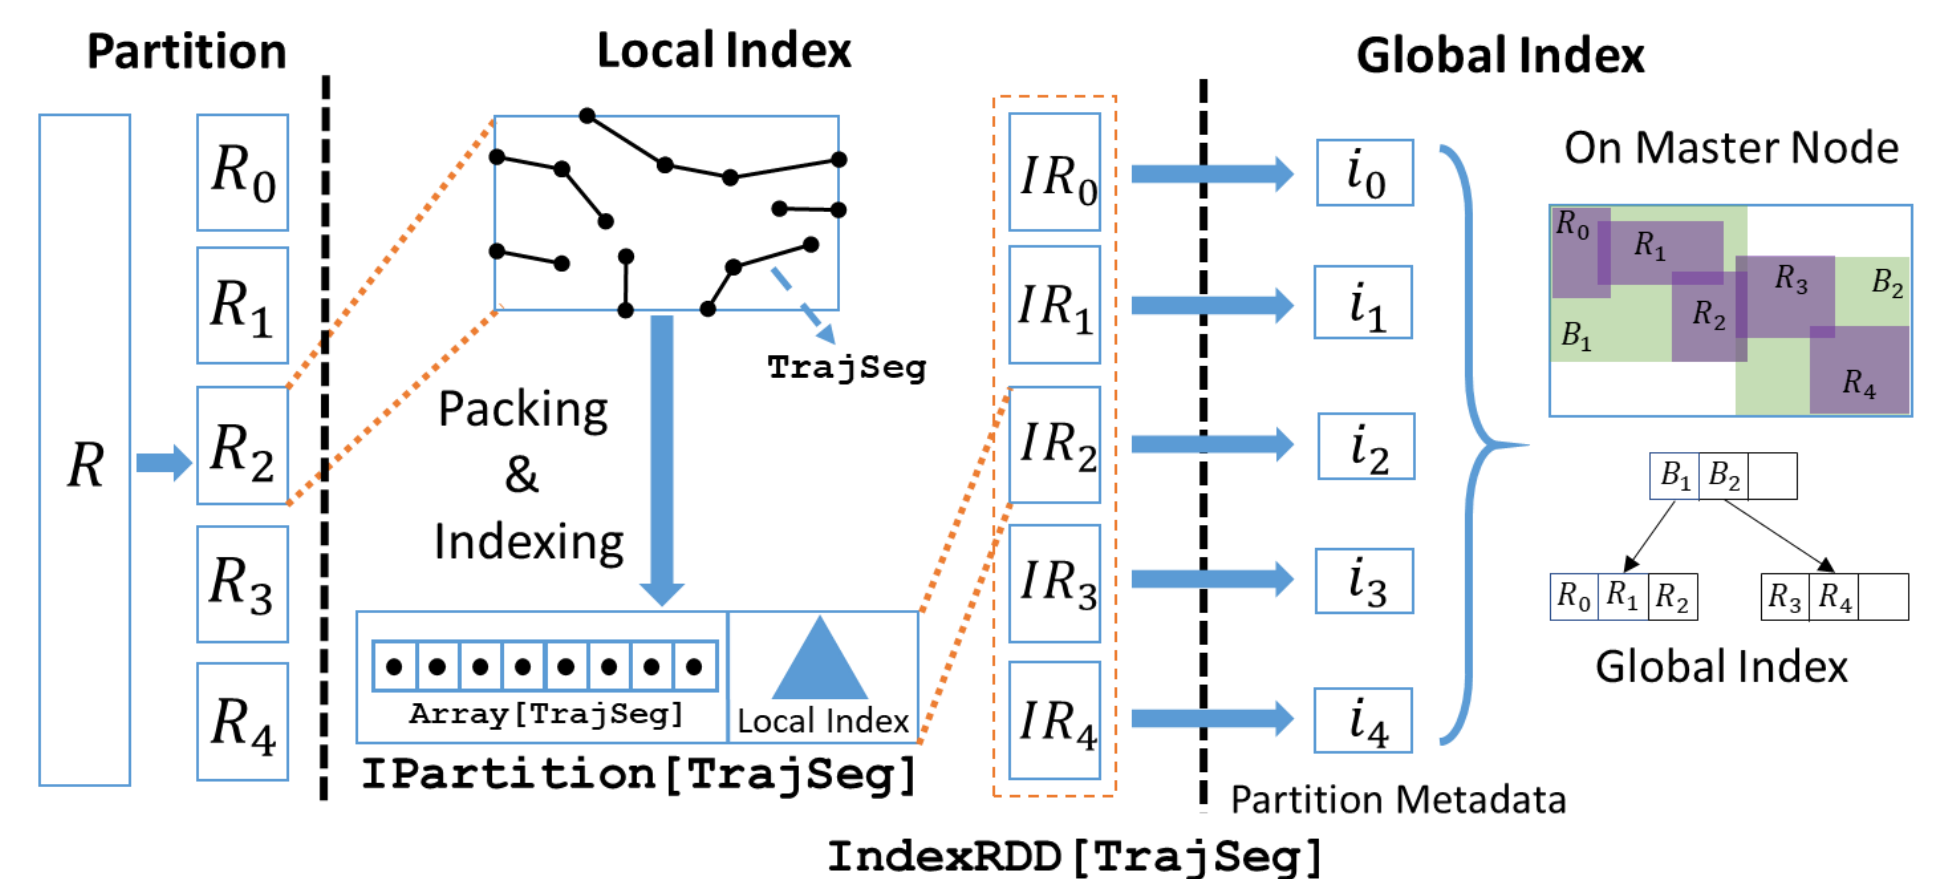 Partition
Local Index
Global Index
R
R0
R1
R2
R3
R4
TrajSeg
Packing
&
Indexing
Array[TrajSeg]
Local Index
IPartition[TrajSeg]
IR0
IR1
IR2
IR3
IR4
IndexRDD[TrajSeg]
i0
i1
i2
i3
i4
Partition Metadata
On Master Node
R0
R1
R2
R3
R4
B1
B2
B1 B2
R0 R1 R2
R3 R4
Global Index